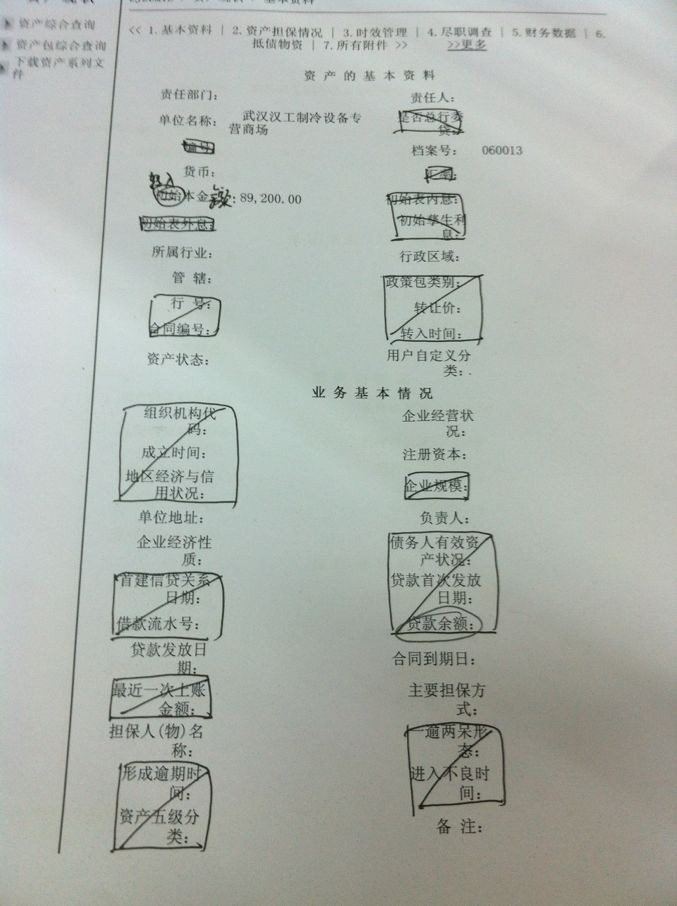 资产综合查询
资产包综合查询
下载资产系列文
件
<< 1.基本资料 | 2.资产担保情况 | 3.时效管理 | 4.尽职调查 | 5.财务数据 | 6.
抵债物资 | 7.所有附件 >> >>更多
资 产 的 基 本 资 料
责任部门： 责任人：
单位名称： 武汉汉工制冷设备专 是否总行委
营商场 贷：
编号： 档案号： 060013
货币： 汇率：
转入
初始本金 ：89,200.00 初始表内息：
初始孳生利
初始表外息： 息：
所属行业： 行政区域：
管 辖： 政策包类别：
行 号： 转让价：
合同编号： 转入时间：
资产状态： 用户自定义分
类：.
业 务 基 本 情 况
组织机构代 企业经营状
码： 况：
成立时间： 注册资本：
地区经济与信
用状况： 企业规模：
单位地址： 负责人：
企业经济性 债务人有效资
质： 产状况：
首建信贷关系 贷款首次发放
日期： 日期：
借款流水号： 贷款余额：
贷款发放日
期： 合同到期日：
最近一次上账 主要担保方
金额： 式：
担保人(物)名 一逾两呆形
称： 态：
形成逾期时 进入不良时
间： 间：
资产五级分
类： 备 注：